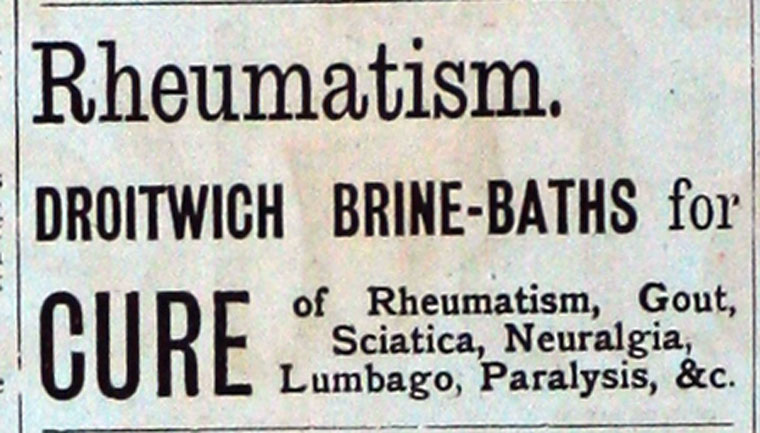 Rheumatism.
DROITWICH BRINE-BATHS for
CURE of Rheumatism, Gout,
Sciatica, Neuralgia,
Lumbago, Paralysis, &c.